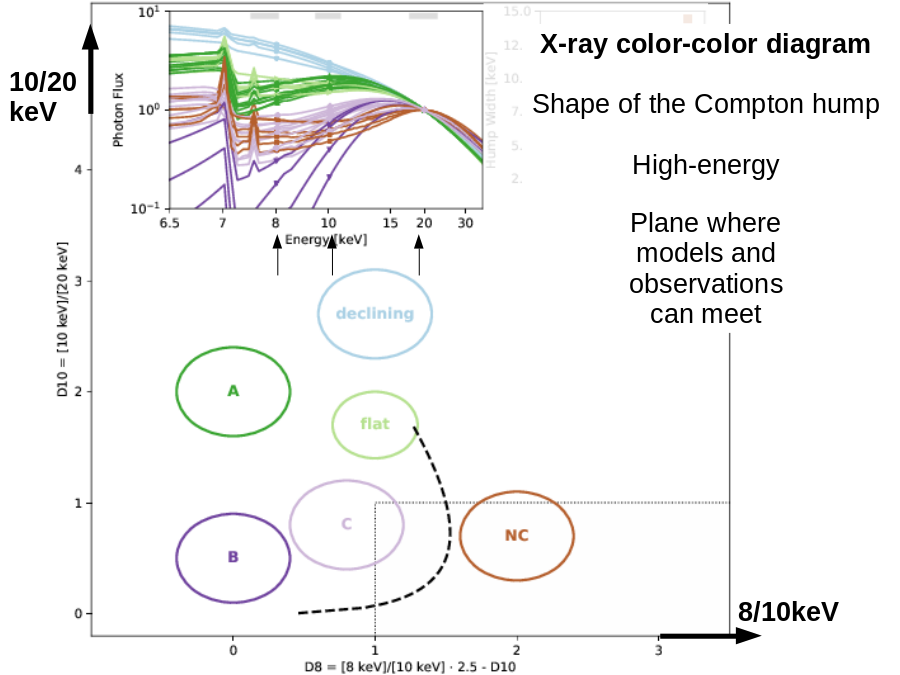 X-ray color-color diagram
Shape of the Compton hump
High-energy
Plane where
models and
observations
can meet
10/20
keV
Photon Flux
10¹
10⁰
10⁻¹
6.5 7 8 10 15 20 30
Energy [keV]
Hump Width [keV]
15.0
12.
10.
7.
5.
2.
D10 = [10 keV]/[20 keV]
4
3
2
1
0
declining
A
flat
C
B
NC
8/10keV
0 1 2 3
D8 = [8 keV]/[10 keV] · 2.5 - D10